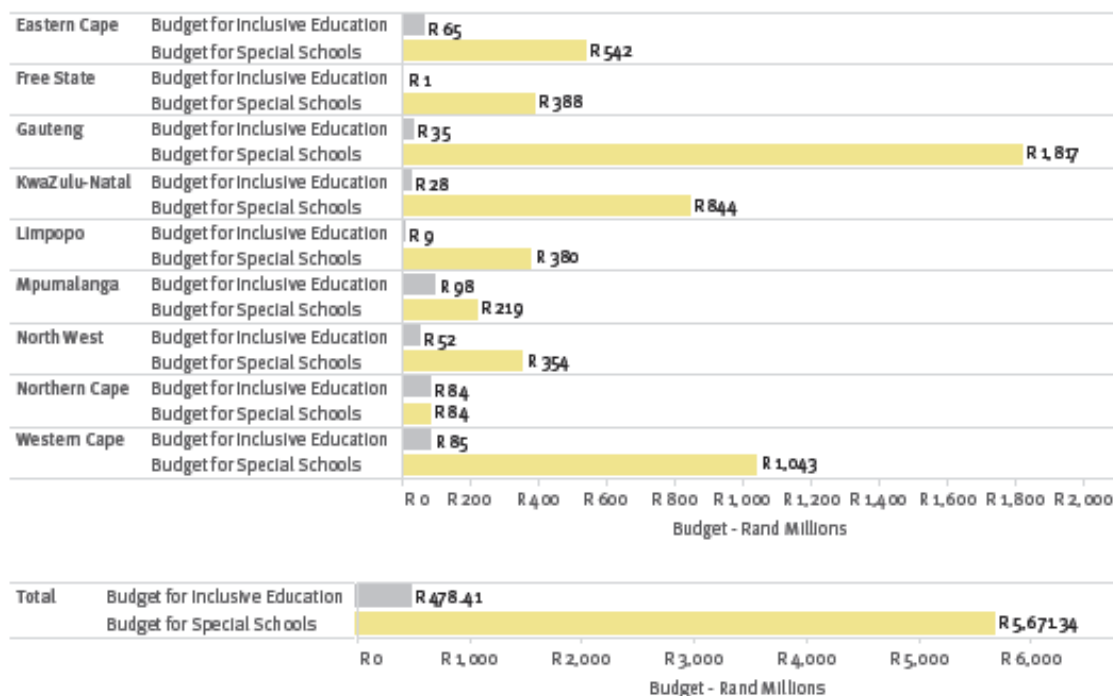 Eastern Cape Budget for Inclusive Education R 65
Budget for Special Schools R 542
Free State Budget for Inclusive Education R 1
Budget for Special Schools R 388
Gauteng Budget for Inclusive Education R 35
Budget for Special Schools R 1,817
KwaZulu-Natal Budget for Inclusive Education R 28
Budget for Special Schools R 844
Limpopo Budget for Inclusive Education R 9
Budget for Special Schools R 380
Mpumalanga Budget for Inclusive Education R 98
Budget for Special Schools R 219
North West Budget for Inclusive Education R 52
Budget for Special Schools R 354
Northern Cape Budget for Inclusive Education R 84
Budget for Special Schools R 84
Western Cape Budget for Inclusive Education R 85
Budget for Special Schools R 1,043
R 0 R 200 R 400 R 600 R 800 R 1,000 R 1,200 R 1,400 R 1,600 R 1,800 R 2,000
Budget - Rand Millions
Total Budget for Inclusive Education R 478.41
Budget for Special Schools R 5,671.34
R 0 R 1,000 R 2,000 R 3,000 R 4,000 R 5,000 R 6,000
Budget - Rand Millions